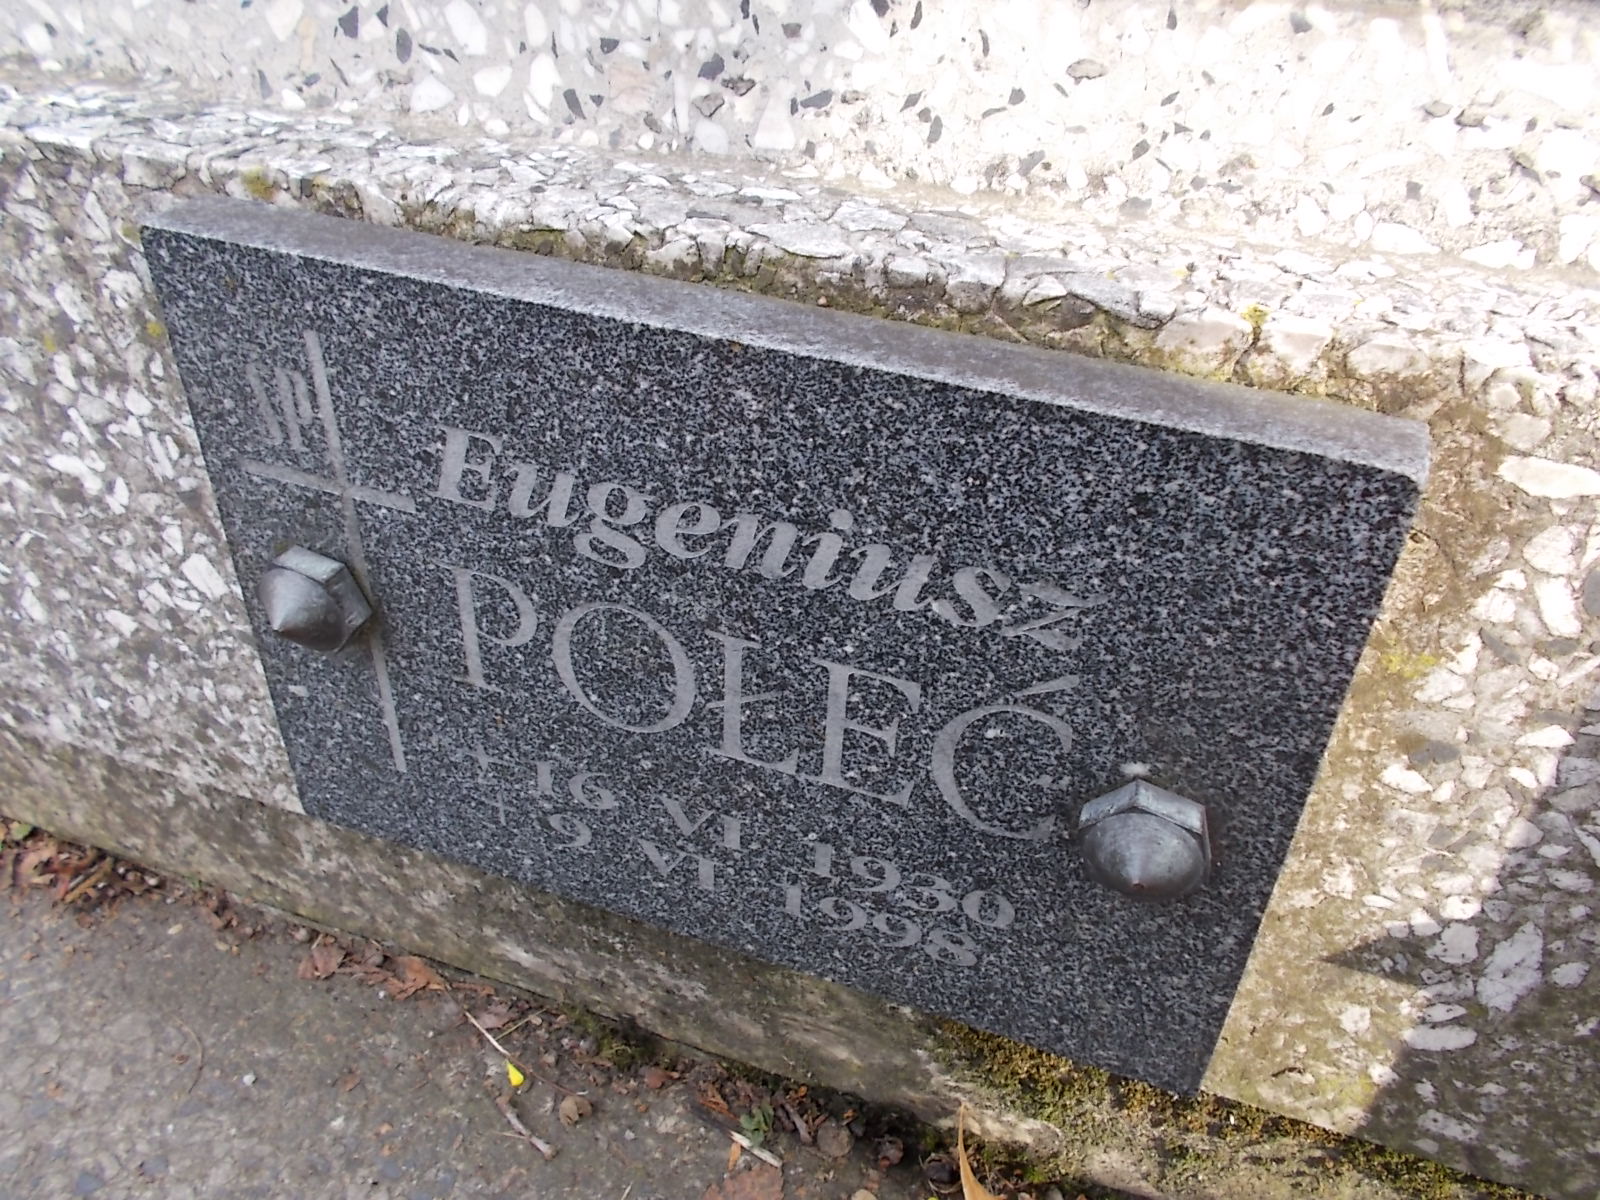 ŚP
Eugeniusz
POŁEĆ
* 16 VI 1930
† 9 VI 1998